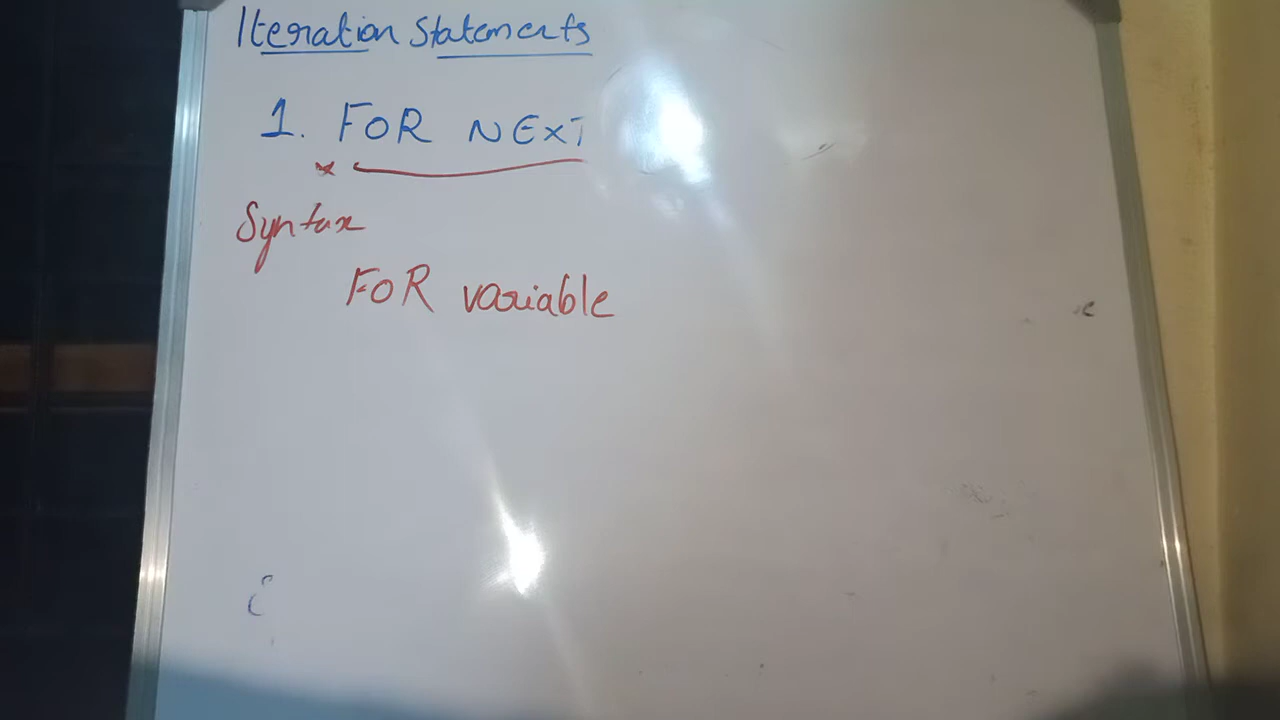 Iteration Statements
1. FOR NEXT
Syntax
FOR variable